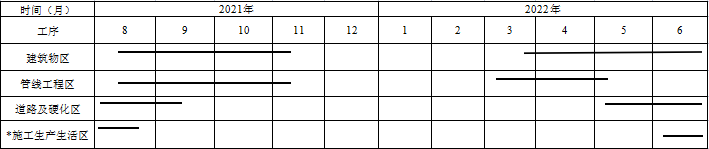 时间（月） 2021年 2022年
工序 8 9 10 11 12 1 2 3 4 5 6
建筑物区
管线工程区
道路及硬化区
*施工生产生活区